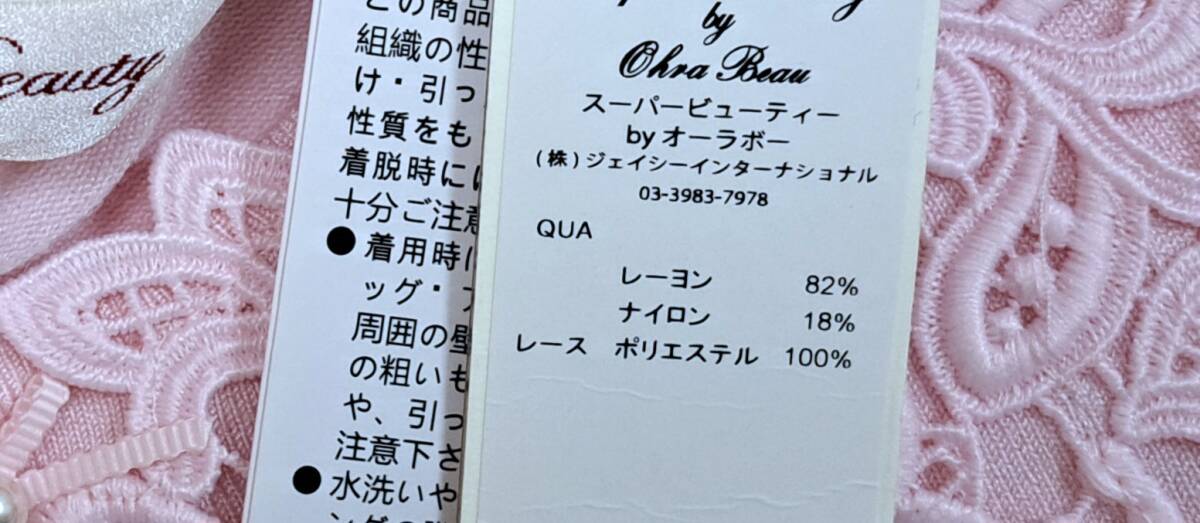 Beauty
この商品
組織の性
け・引っ
性質をも
着脱時に
十分ご注意
●着用時に
ッグ・
周囲の壁
の粗いも
や、引っ
注意下さ
●水洗いや
by
Ohra Beau
スーパービューティー
by オーラボー
(株)ジェイシーインターナショナル
03-3983-7978
QUA
レーヨン 82%
ナイロン 18%
レース ポリエステル 100%